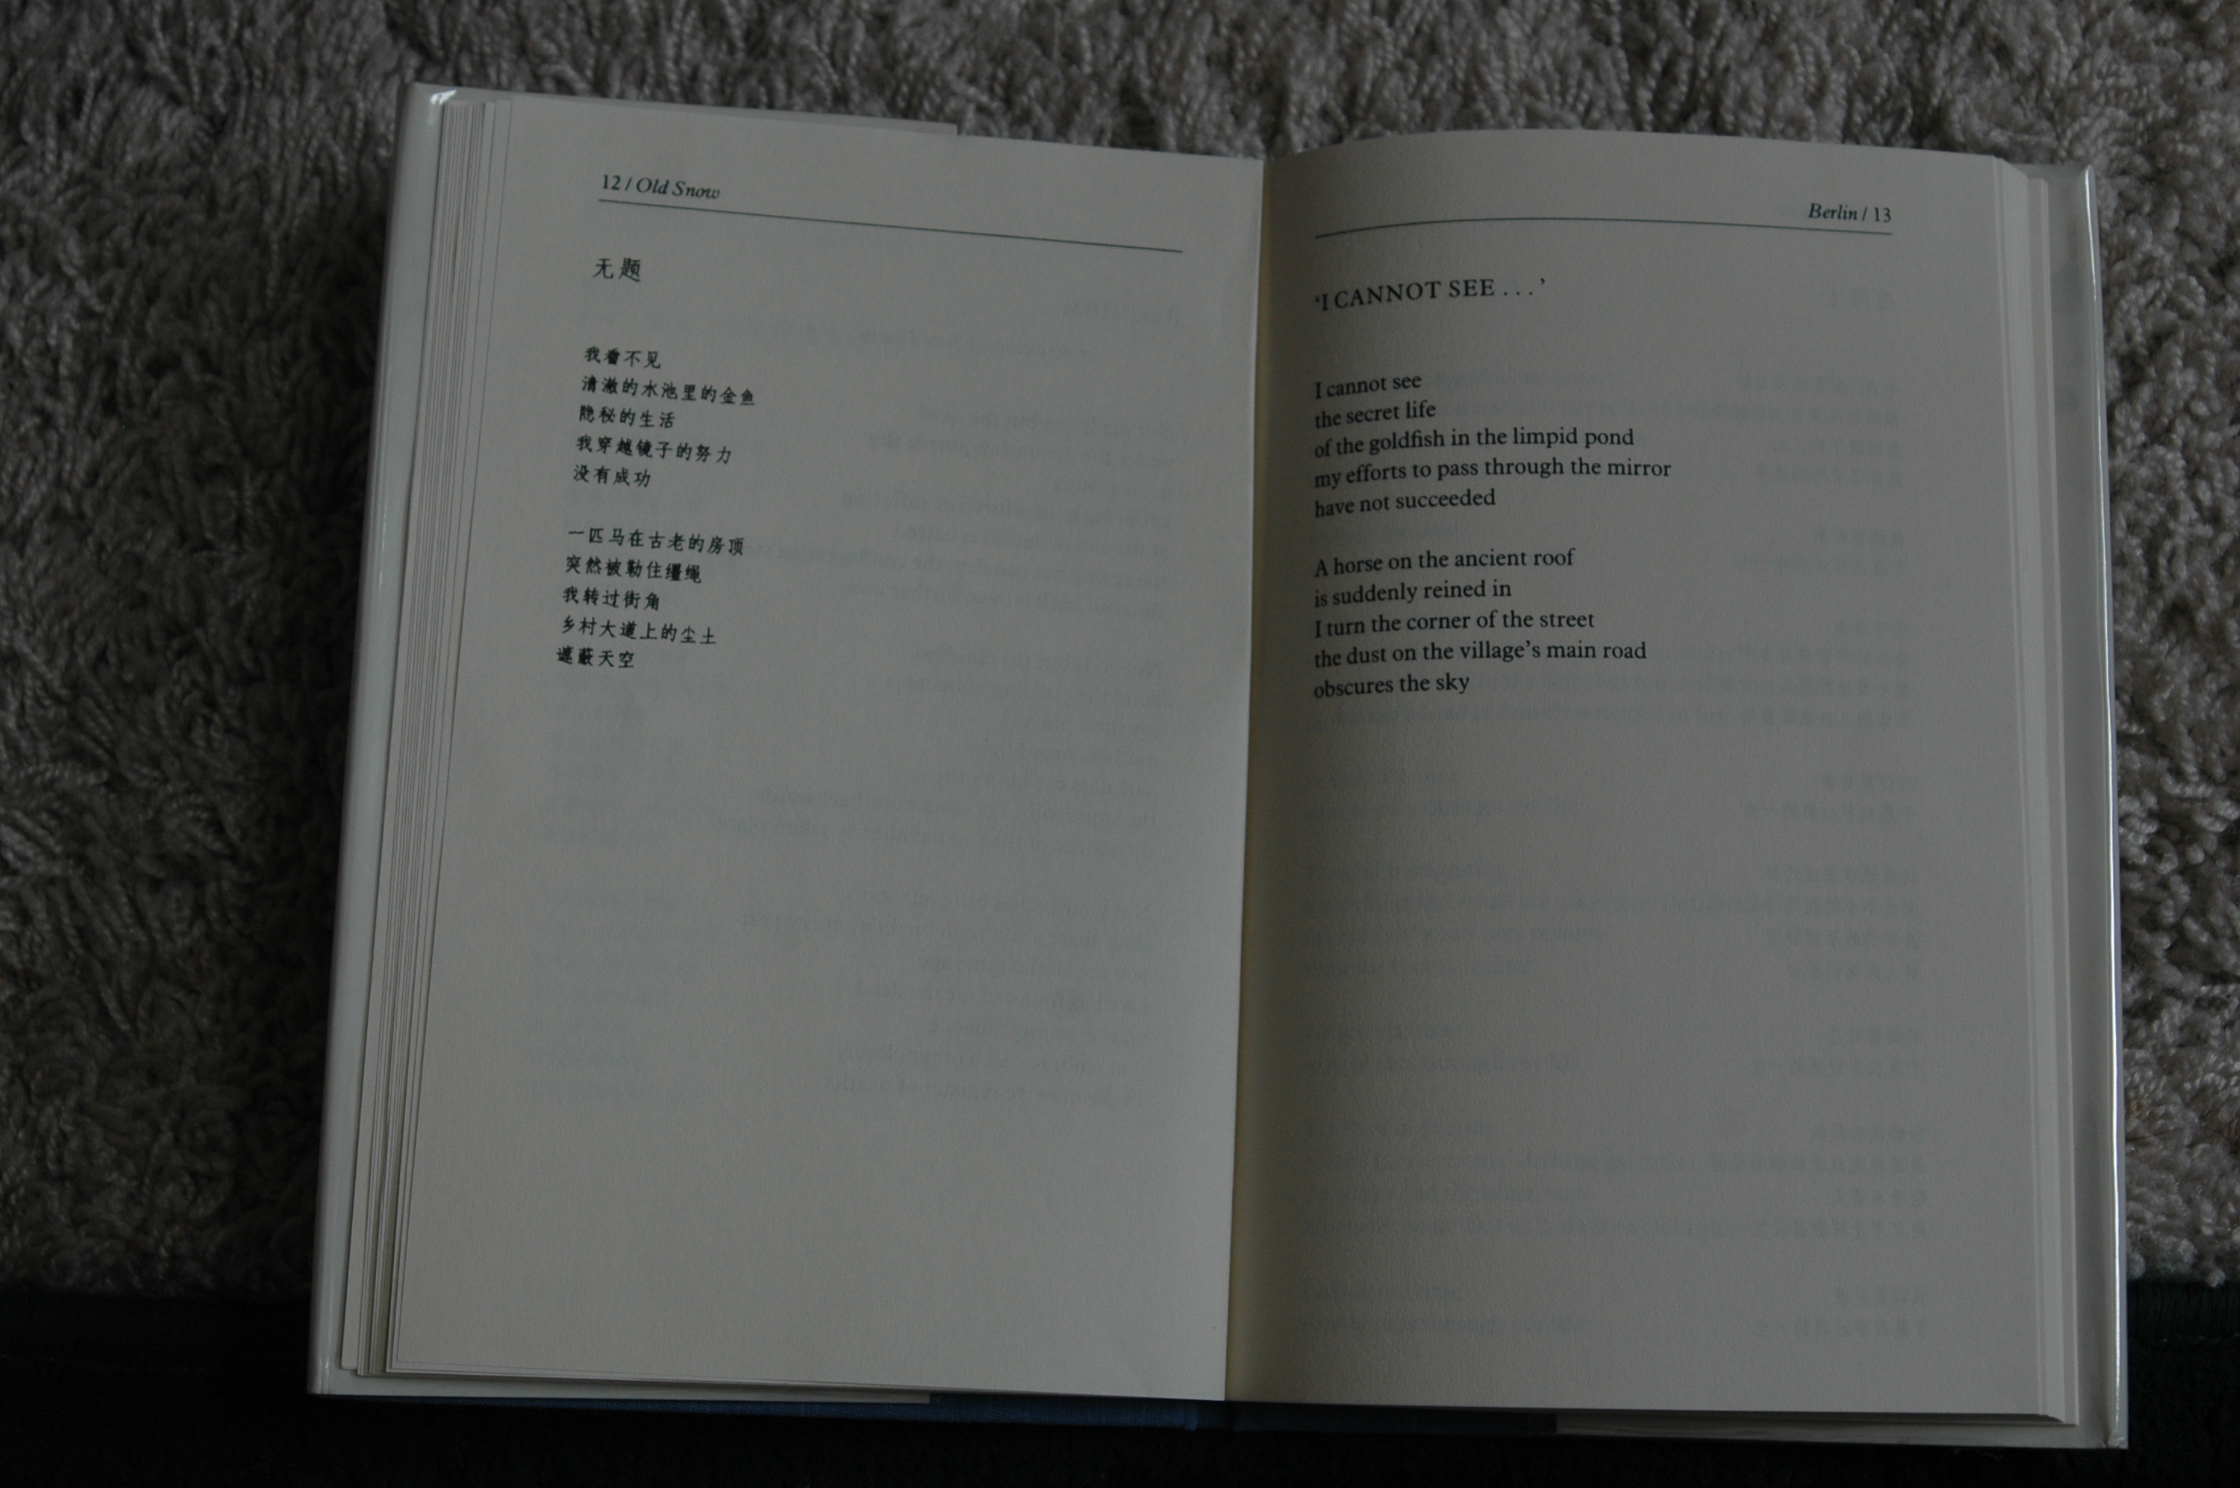 12 / Old Snow
无题
我看不见
清澈的水池里的金鱼
隐秘的生活
我穿越镜子的努力
没有成功
一匹马在古老的房顶
突然被勒住缰绳
我转过街角
乡村大道上的尘土
遮蔽天空
Berlin / 13
‘I CANNOT SEE . . . .’
I cannot see
the secret life
of the goldfish in the limpid pond
my efforts to pass through the mirror
have not succeeded
A horse on the ancient roof
is suddenly reined in
I turn the corner of the street
the dust on the village’s main road
obscures the sky